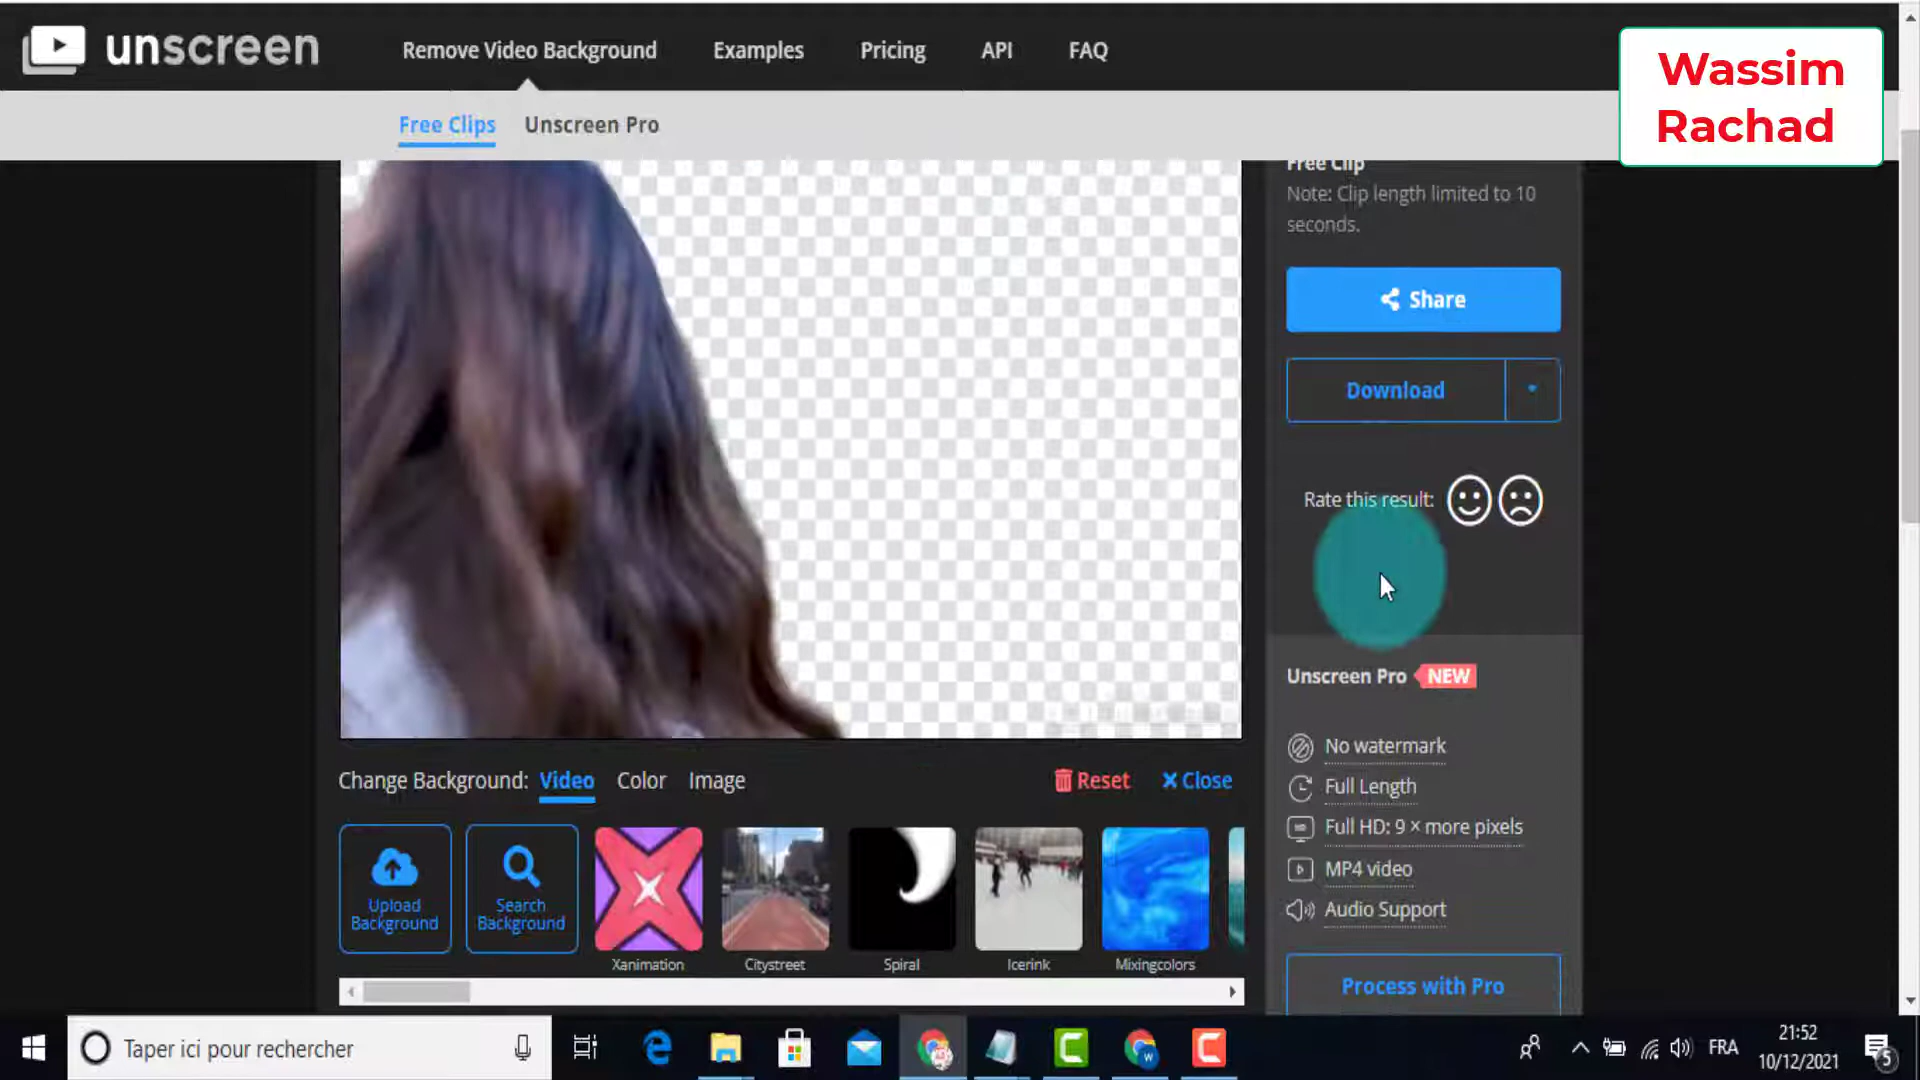 unscreen
Remove Video Background
Examples
Pricing
API
FAQ
Wassim
Rachad
Free Clips
Unscreen Pro
Free Clip
Note: Clip length limited to 10
seconds.
Share
Download
Rate this result:
Unscreen Pro NEW
No watermark
Full Length
HD Full HD: 9 × more pixels
MP4 video
Audio Support
Process with Pro
Change Background: Video Color Image
Reset
Close
Upload
Background
Search
Background
Xanimation
Citystreet
Spiral
Icerink
Mixingcolors
Taper ici pour rechercher
W
FRA
21:52
10/12/2021
5